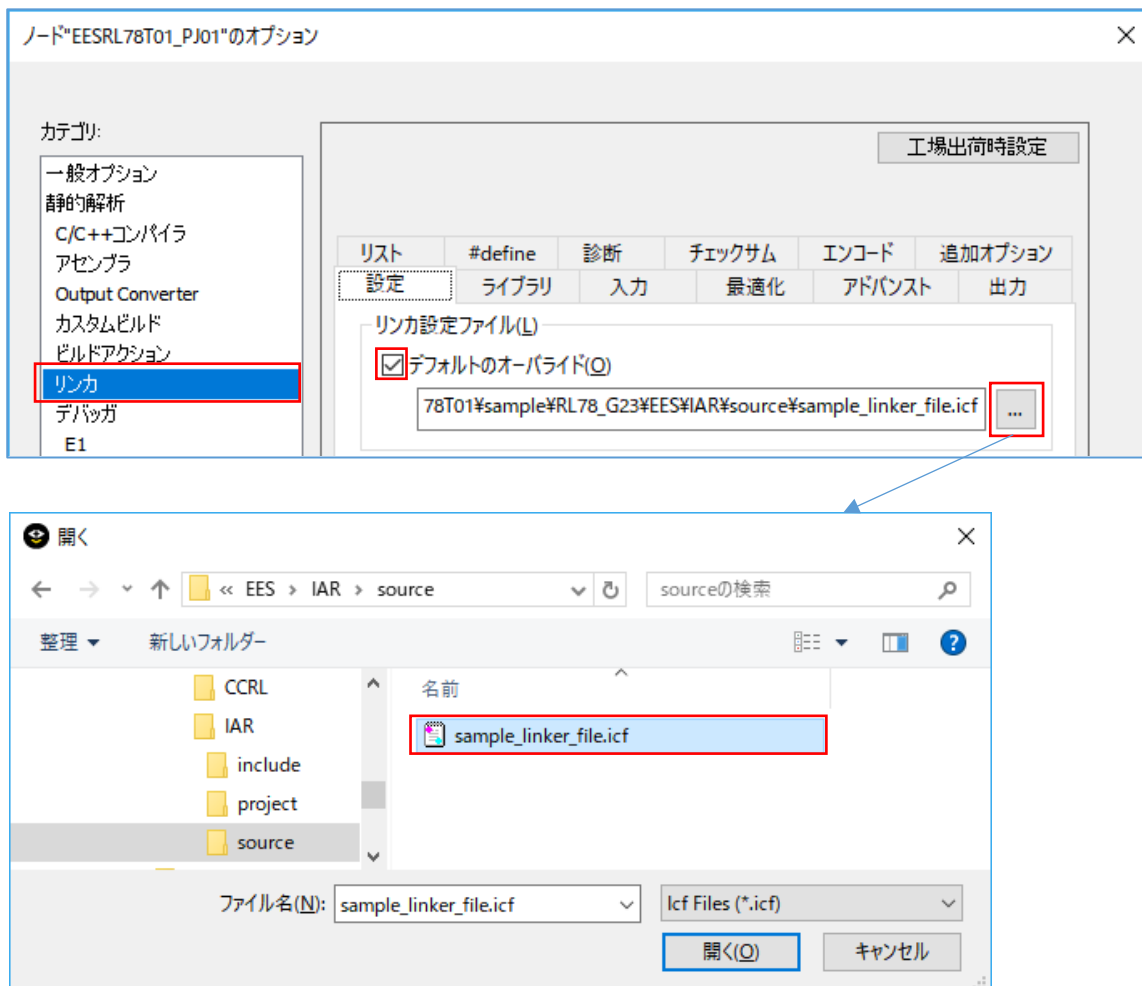 ノード"EESRL78T01_PJ01"のオプション
カテゴリ:
一般オプション
静的解析
C/C++コンパイラ
アセンブラ
Output Converter
カスタムビルド
ビルドアクション
リンカ
デバッガ
E1
工場出荷時設定
リスト #define 診断 チェックサム エンコード 追加オプション
設定 ライブラリ 入力 最適化 アドバンスト 出力
リンカ設定ファイル(L)
デフォルトのオーバライド(O)
78T01¥sample¥RL78_G23¥EES¥IAR¥source¥sample_linker_file.icf ...
開く
« EES > IAR > source sourceの検索
整理 新しいフォルダー
CCRL
IAR
include
project
source
名前
sample_linker_file.icf
ファイル名(N): sample_linker_file.icf Icf Files (*.icf)
開く(O) キャンセル